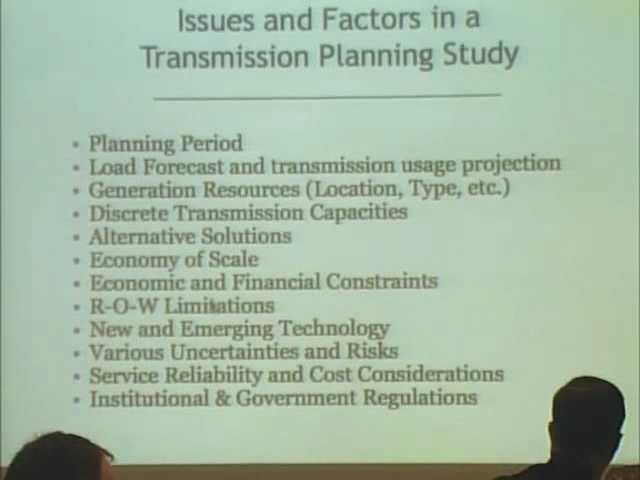 Issues and Factors in a
Transmission Planning Study
• Planning Period
• Load Forecast and transmission usage projection
• Generation Resources (Location, Type, etc.)
• Discrete Transmission Capacities
• Alternative Solutions
• Economy of Scale
• Economic and Financial Constraints
• R-O-W Limitations
• New and Emerging Technology
• Various Uncertainties and Risks
• Service Reliability and Cost Considerations
• Institutional & Government Regulations